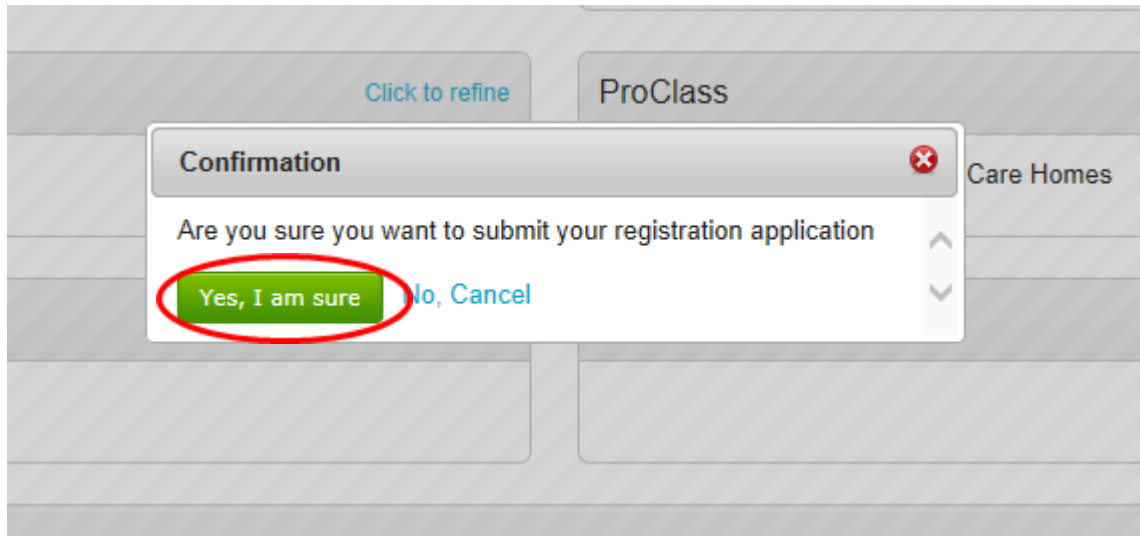 Click to refine
ProClass
Confirmation
Care Homes
Are you sure you want to submit your registration application
Yes, I am sure
No, Cancel